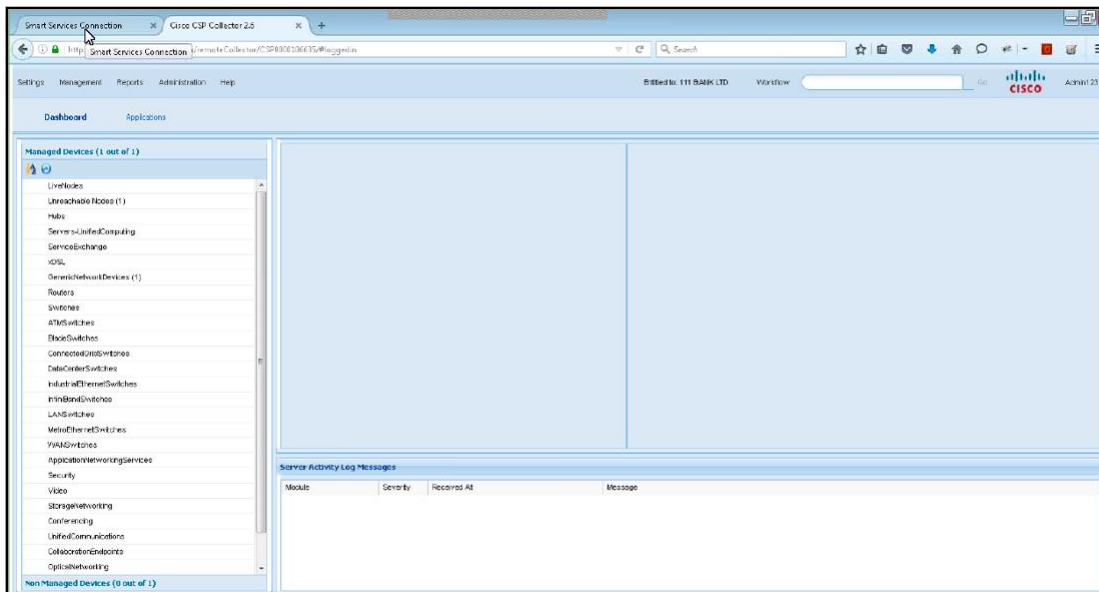 Smart Services Connection
Cisco CSP Collector 2.6
Smart Services Connection
Search
Settings Management Reports Administration Help
Entitled to: 111 BANK LTD Workflow Go CISCO Admin123
Dashboard Applications
Managed Devices (1 out of 1)
LiveNodes
Unreachable Nodes (1)
Hubs
Servers-UnifiedComputing
ServiceExchange
xDSL
GenericNetworkDevices (1)
Routers
Switches
ATMSwitches
BladeSwitches
ConnectedGridSwitches
DataCenterSwitches
IndustrialEthernetSwitches
InfiniBandSwitches
LANSwitches
MetroEthernetSwitches
WANSwitches
ApplicationNetworkingServices
Security
Video
StorageNetworking
Conferencing
UnifiedCommunications
CollaborationEndpoints
OpticalNetworking
Non Managed Devices (0 out of 1)
Server Activity Log Messages
Module Severity Received At Message